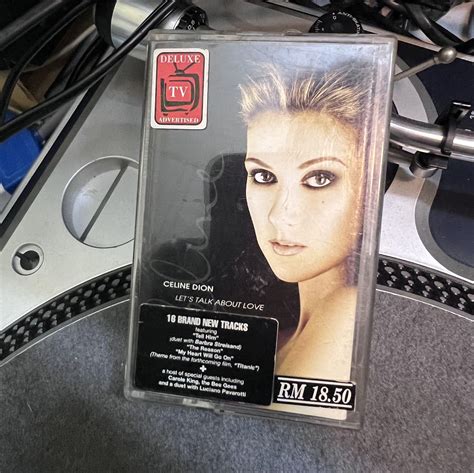 DELUXE
TV
ADVERTISED
CELINE DION
LET'S TALK ABOUT LOVE
16 BRAND NEW TRACKS
featuring
"Tell Him"
(duet with Barbra Streisand)
"The Reason"
"My Heart Will Go On"
(Theme from the forthcoming film, "Titanic")
+
a host of special guests including
Carole King, the Bee Gees
and a duet with Luciano Pavarotti
RM 18.50